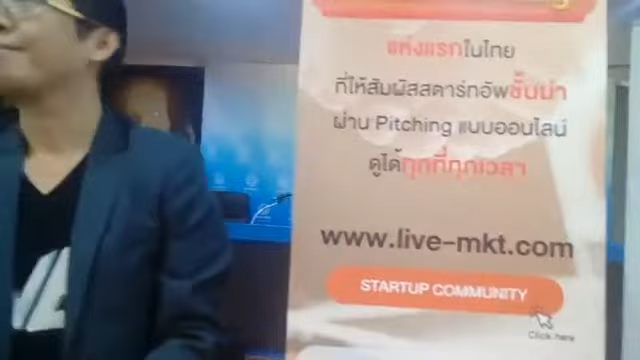 แห่งแรกในไทย
ที่ให้สัมผัสสตาร์ทอัพชั้นนำ
ผ่าน Pitching แบบออนไลน์
ดูได้ทุกที่ทุกเวลา
www.live-mkt.com
STARTUP COMMUNITY
Click here